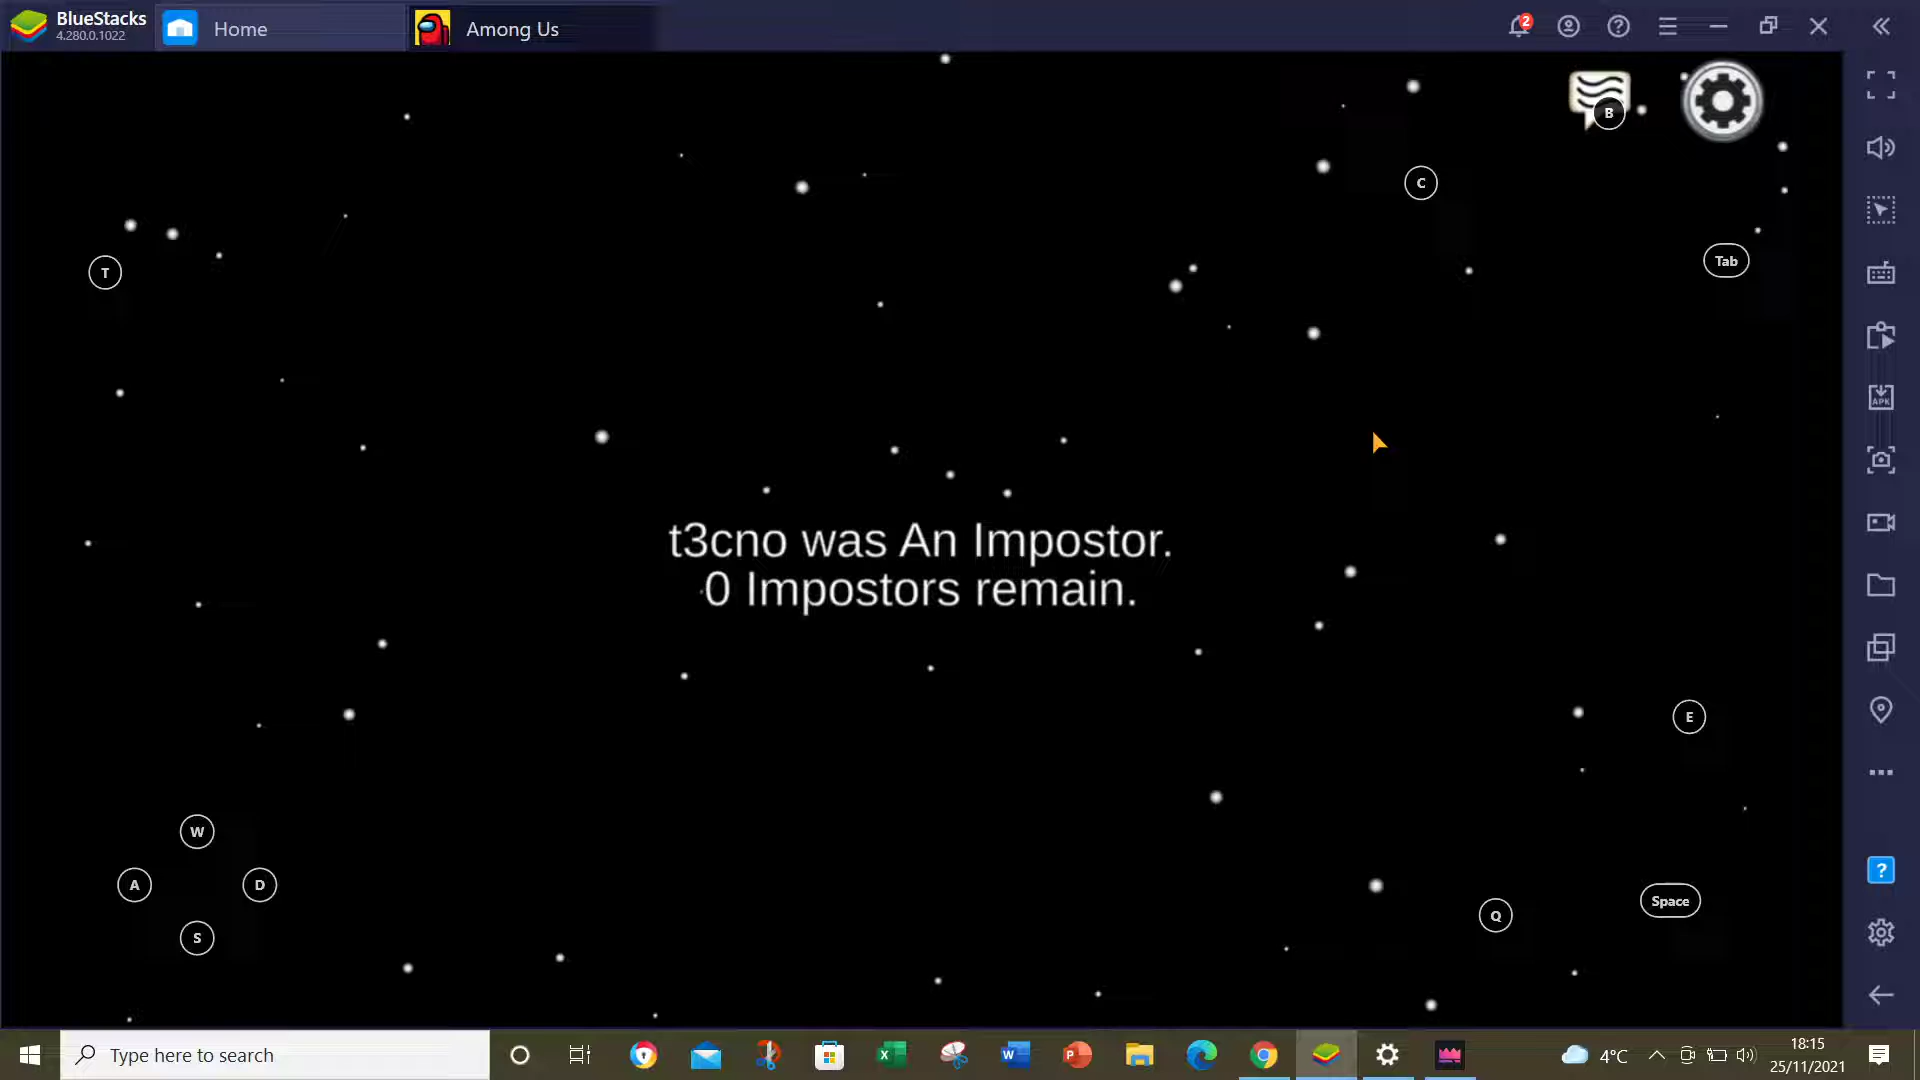 BlueStacks
4.280.0.1022
Home
Among Us
2
B
C
T
Tab
APK
t3cno was An Impostor.
0 Impostors remain.
E
W
A
D
S
Q
Space
?
Type here to search
4°C
18:15
25/11/2021